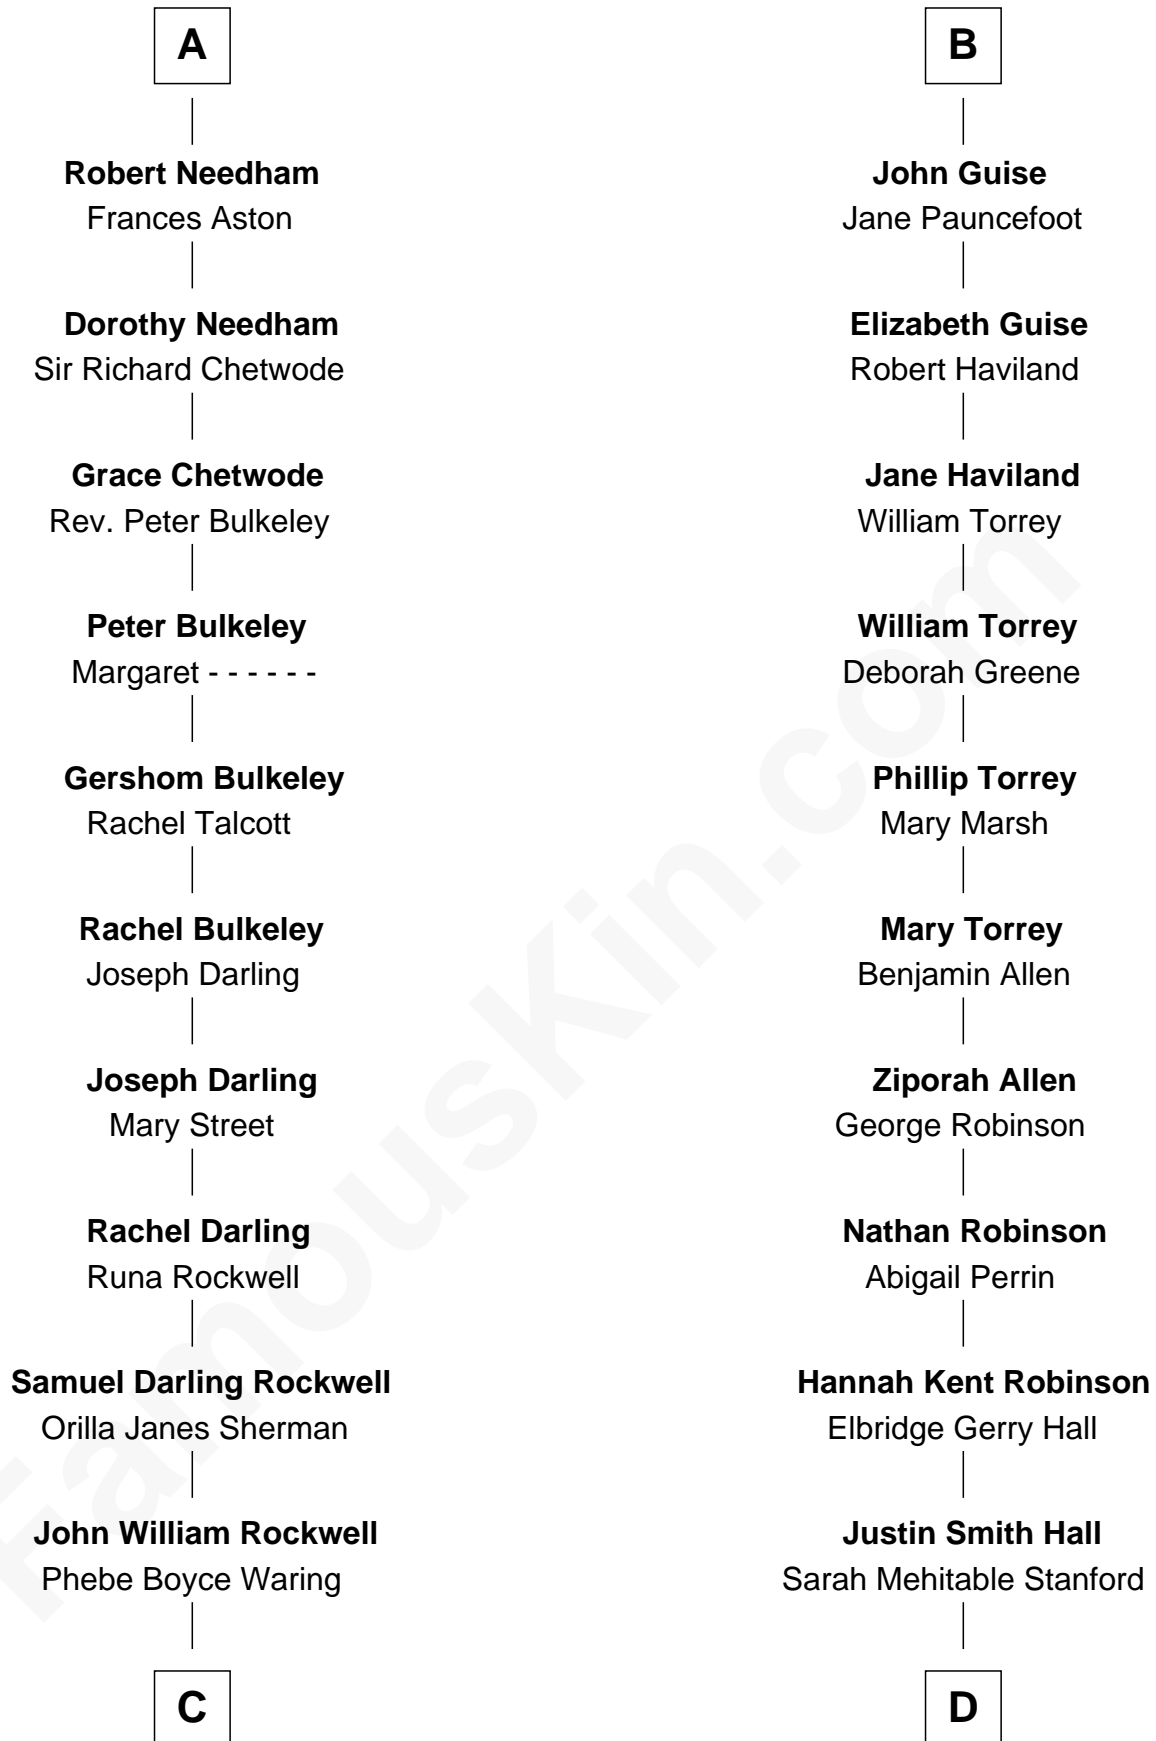 A
Robert Needham
Frances Aston
Dorothy Needham
Sir Richard Chetwode
Grace Chetwode
Rev. Peter Bulkeley
Peter Bulkeley
Margaret - - - - - -
Gershom Bulkeley
Rachel Talcott
Rachel Bulkeley
Joseph Darling
Joseph Darling
Mary Street
Rachel Darling
Runa Rockwell
Samuel Darling Rockwell
Orilla Janes Sherman
John William Rockwell
Phebe Boyce Waring
C
B
John Guise
Jane Pauncefoot
Elizabeth Guise
Robert Haviland
Jane Haviland
William Torrey
William Torrey
Deborah Greene
Phillip Torrey
Mary Marsh
Mary Torrey
Benjamin Allen
Ziporah Allen
George Robinson
Nathan Robinson
Abigail Perrin
Hannah Kent Robinson
Elbridge Gerry Hall
Justin Smith Hall
Sarah Mehitable Stanford
D
FamousKin.com